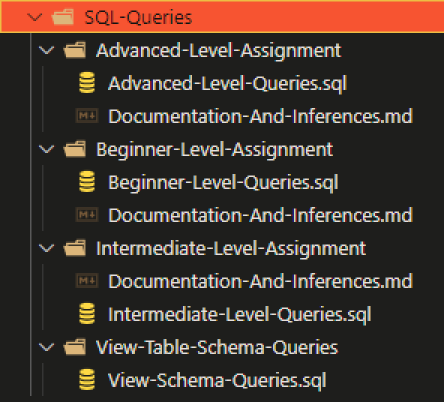 SQL-Queries
Advanced-Level-Assignment
Advanced-Level-Queries.sql
Documentation-And-Inferences.md
Beginner-Level-Assignment
Beginner-Level-Queries.sql
Documentation-And-Inferences.md
Intermediate-Level-Assignment
Documentation-And-Inferences.md
Intermediate-Level-Queries.sql
View-Table-Schema-Queries
View-Schema-Queries.sql